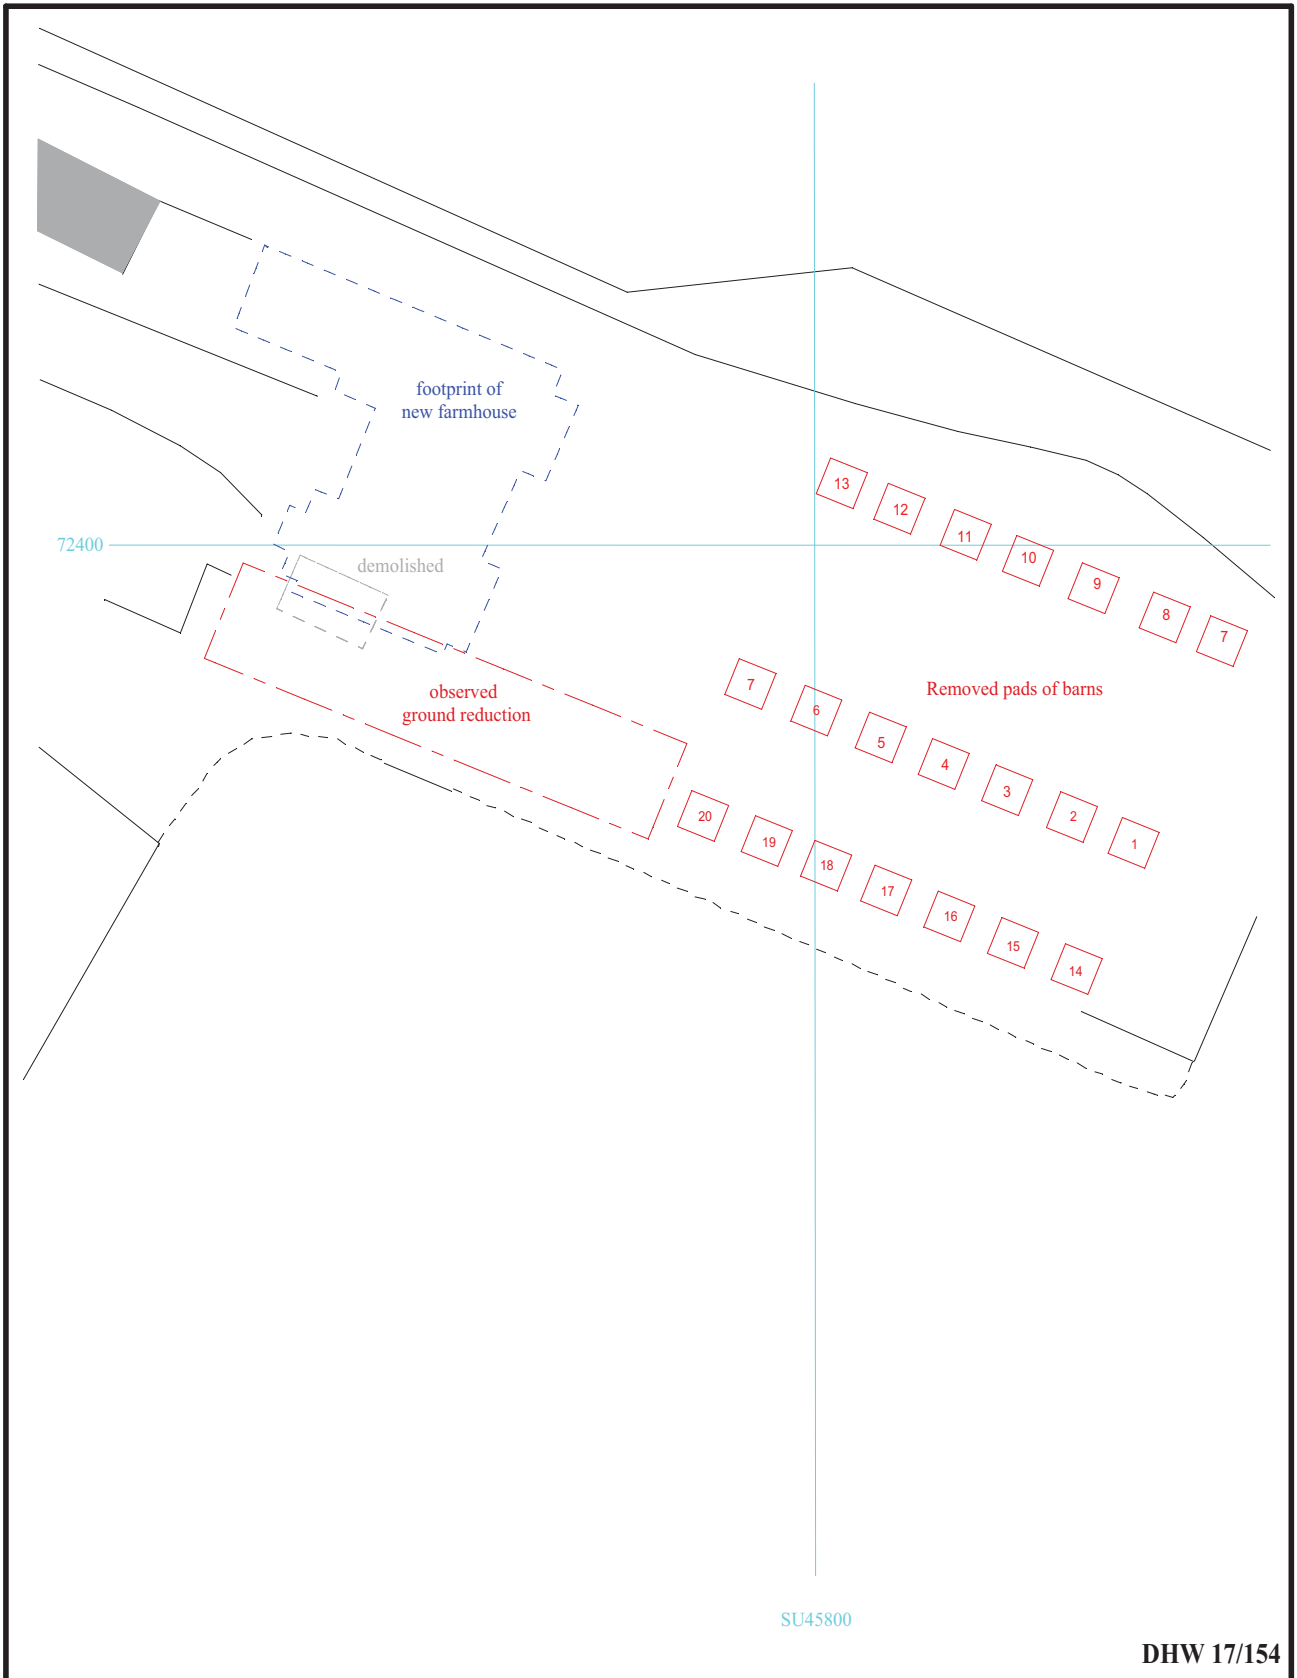 footprint of
new farmhouse
13
12
11
10
9
8
7
72400
demolished
observed
ground reduction
Removed pads of barns
7
6
5
4
3
2
1
20
19
18
17
16
15
14
SU45800
DHW 17/154